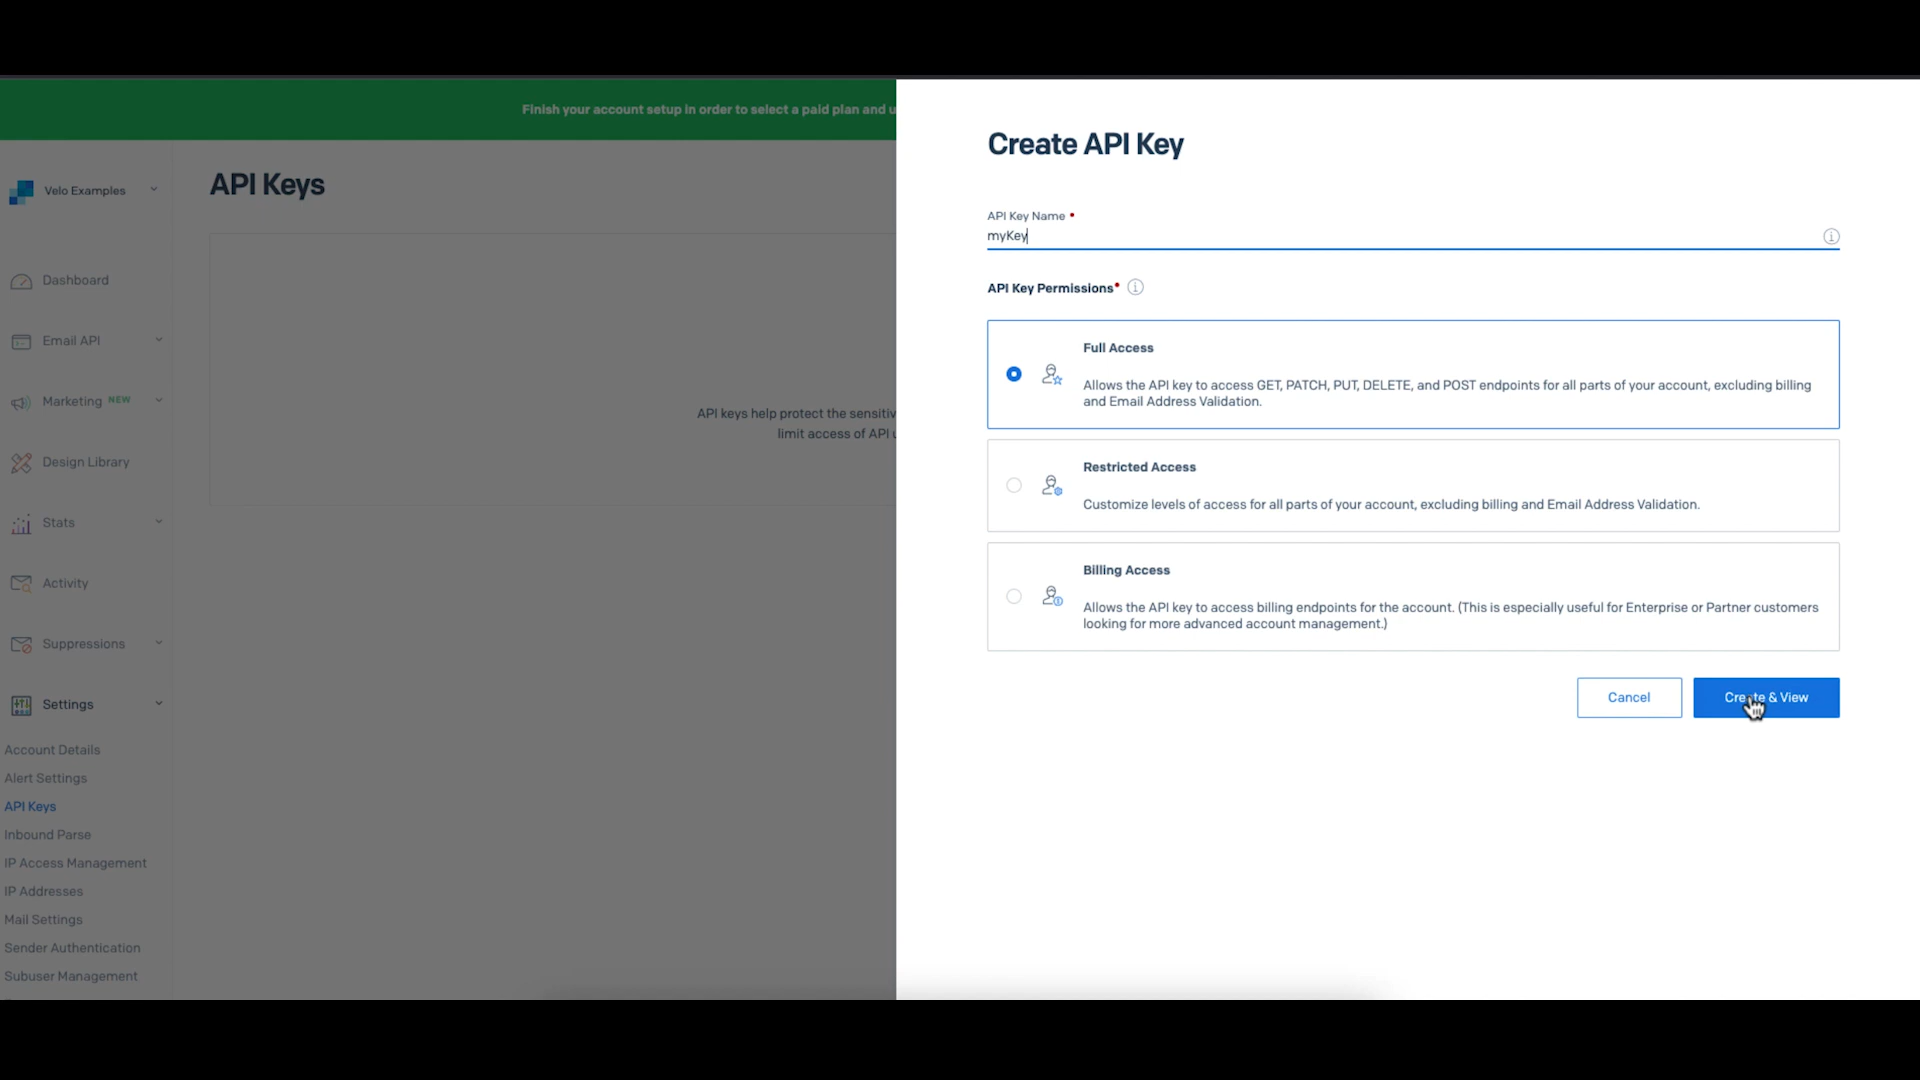 Finish your account setup in order to select a paid plan and u
Velo Examples
Dashboard
Email API
Marketing NEW
Design Library
Stats
Activity
Suppressions
Settings
Account Details
Alert Settings
API Keys
Inbound Parse
IP Access Management
IP Addresses
Mail Settings
Sender Authentication
Subuser Management
API Keys
API keys help protect the sensitiv
limit access of API u
Create API Key
API Key Name
myKey
API Key Permissions
Full Access
Allows the API key to access GET, PATCH, PUT, DELETE, and POST endpoints for all parts of your account, excluding billing
and Email Address Validation.
Restricted Access
Customize levels of access for all parts of your account, excluding billing and Email Address Validation.
Billing Access
Allows the API key to access billing endpoints for the account. (This is especially useful for Enterprise or Partner customers
looking for more advanced account management.)
Cancel
Create & View